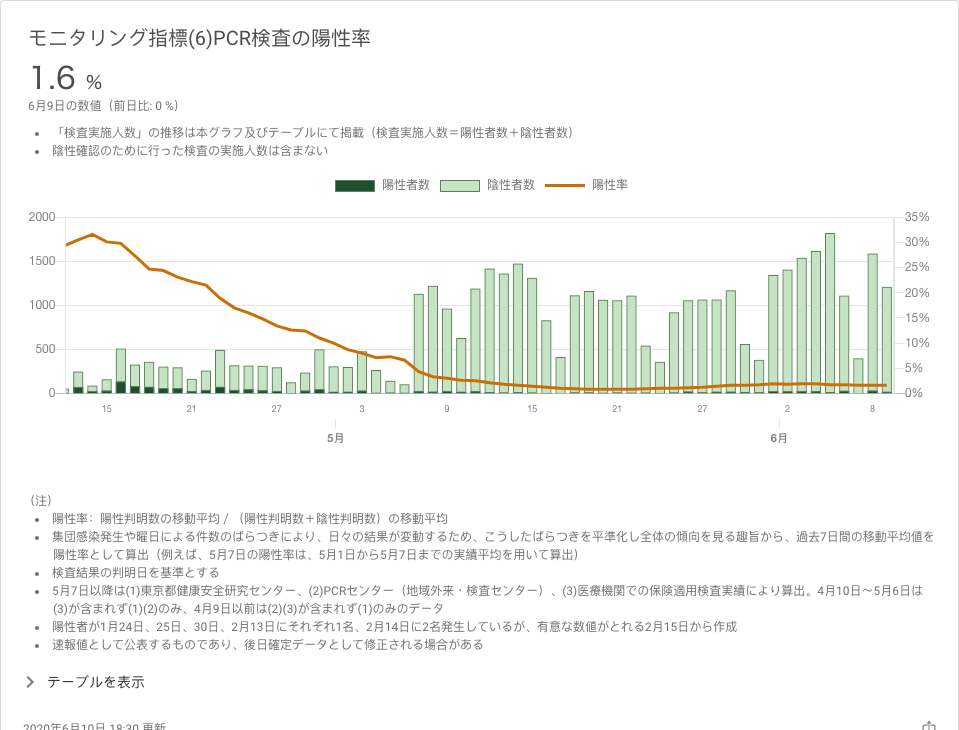 モニタリング指標(6)PCR検査の陽性率
1.6 %
6月9日の数値（前日比: 0 %）
「検査実施人数」の推移は本グラフ及びテーブルにて掲載（検査実施人数＝陽性者数＋陰性者数）
陰性確認のために行った検査の実施人数は含まない
陽性者数 陰性者数 陽性率
2000 35%
30%
1500
25%
20%
1000
15%
10%
500
5%
0 0%
15 21 27 3 9 15 21 27 2 8
5月 6月
（注）
陽性率：陽性判明数の移動平均 / （陽性判明数＋陰性判明数）の移動平均
集団感染発生や曜日による件数のばらつきにより、日々の結果が変動するため、こうしたばらつきを平準化し全体の傾向を見る趣旨から、過去7日間の移動平均値を
陽性率として算出（例えば、5月7日の陽性率は、5月1日から5月7日までの実績平均を用いて算出）
検査結果の判明日を基準とする
5月7日以降は(1)東京都健康安全研究センター、(2)PCRセンター（地域外来・検査センター）、(3)医療機関での保険適用検査実績により算出。4月10日～5月6日は
(3)が含まれず(1)(2)のみ、4月9日以前は(2)(3)が含まれず(1)のみのデータ
陽性者が1月24日、25日、30日、2月13日にそれぞれ1名、2月14日に2名発生しているが、有意な数値がとれる2月15日から作成
速報値として公表するものであり、後日確定データとして修正される場合がある
テーブルを表示
2020年6月10日 18:30 更新